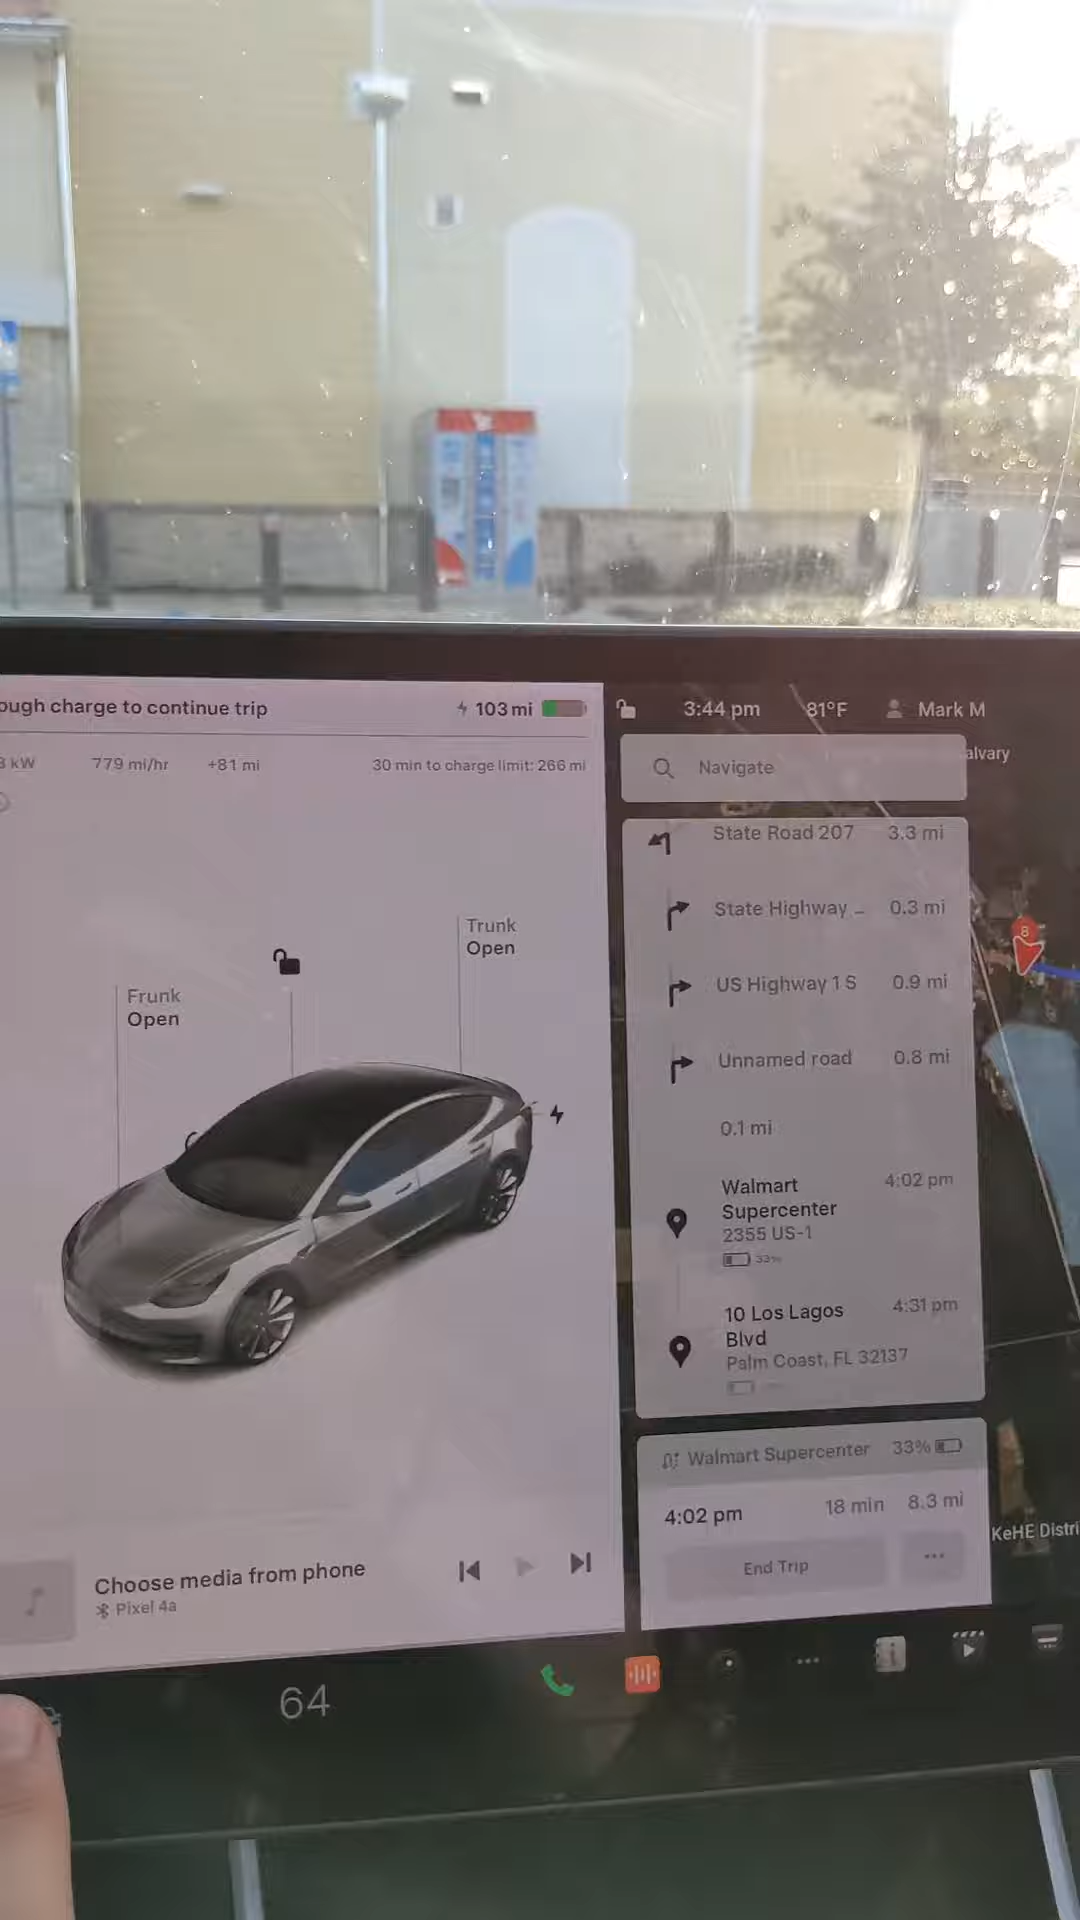 ough charge to continue trip
103 mi
3:44 pm
81°F
Mark M
kW
779 mi/hr
+81 mi
30 min to charge limit: 266 mi
Navigate
alvary
State Road 207
3.3 mi
State Highway ...
0.3 mi
US Highway 1 S
0.9 mi
Unnamed road
0.8 mi
0.1 mi
Trunk
Open
Frunk
Open
8
Walmart
Supercenter
4:02 pm
2355 US-1
33%
10 Los Lagos
Blvd
4:31 pm
Palm Coast, FL 32137
Walmart Supercenter
33%
4:02 pm
18 min
8.3 mi
End Trip
KeHE Distri
Choose media from phone
Pixel 4a
64